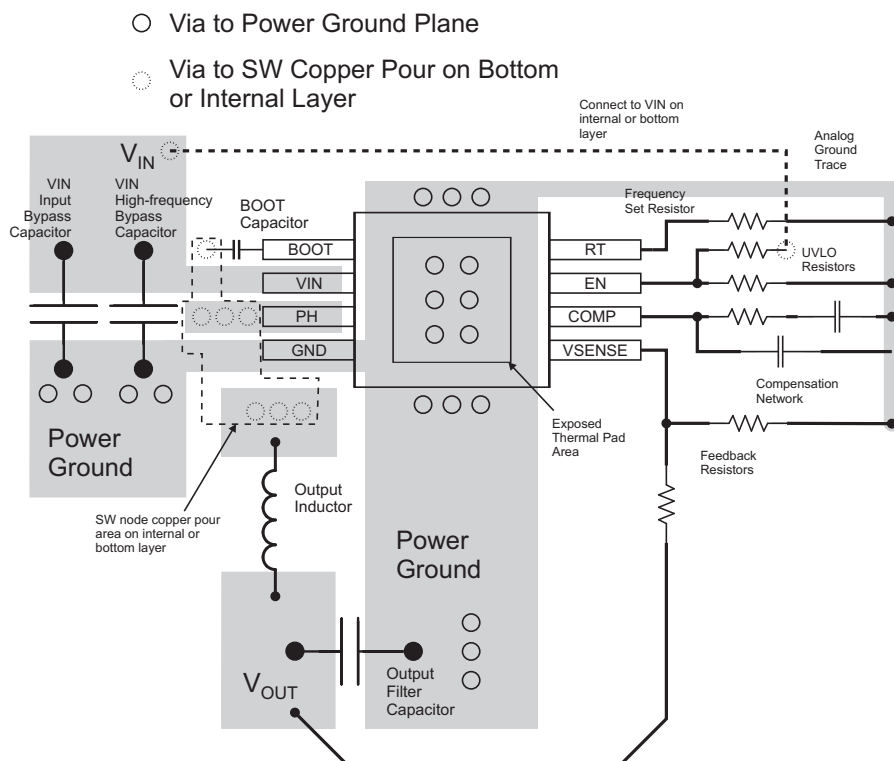 Via to Power Ground Plane
Via to SW Copper Pour on Bottom
or Internal Layer
Connect to VIN on
internal or bottom
layer
Analog
Ground
Trace
VIN
VIN
Input
Bypass
Capacitor
VIN
High-frequency
Bypass
Capacitor
BOOT
Capacitor
Frequency
Set Resistor
BOOT
VIN
PH
GND
RT
EN
COMP
VSENSE
UVLO
Resistors
Compensation
Network
Feedback
Resistors
Exposed
Thermal Pad
Area
Power
Ground
SW node copper pour
area on internal or
bottom layer
Output
Inductor
Power
Ground
VOUT
Output
Filter
Capacitor